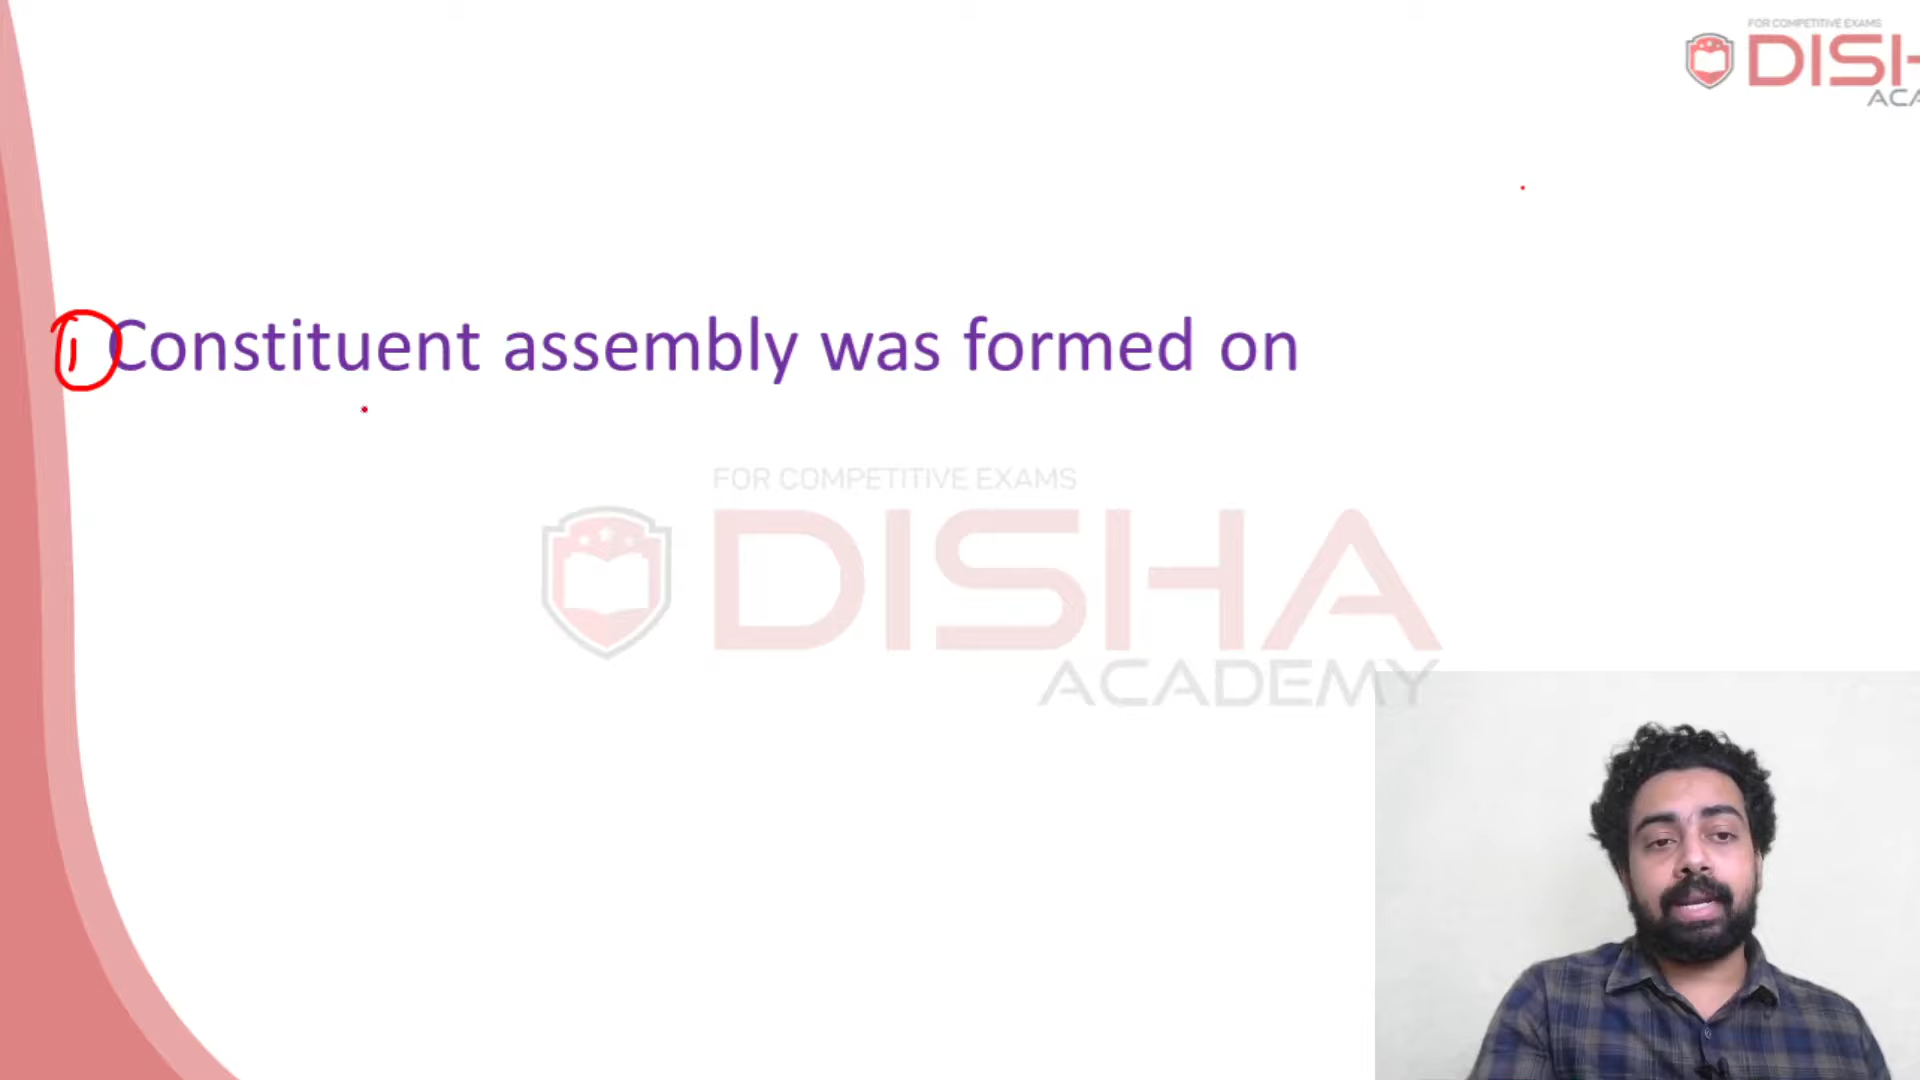 FOR COMPETITIVE EXAMS
DISH
ACA
1 Constituent assembly was formed on
FOR COMPETITIVE EXAMS
DISHA
ACADEMY